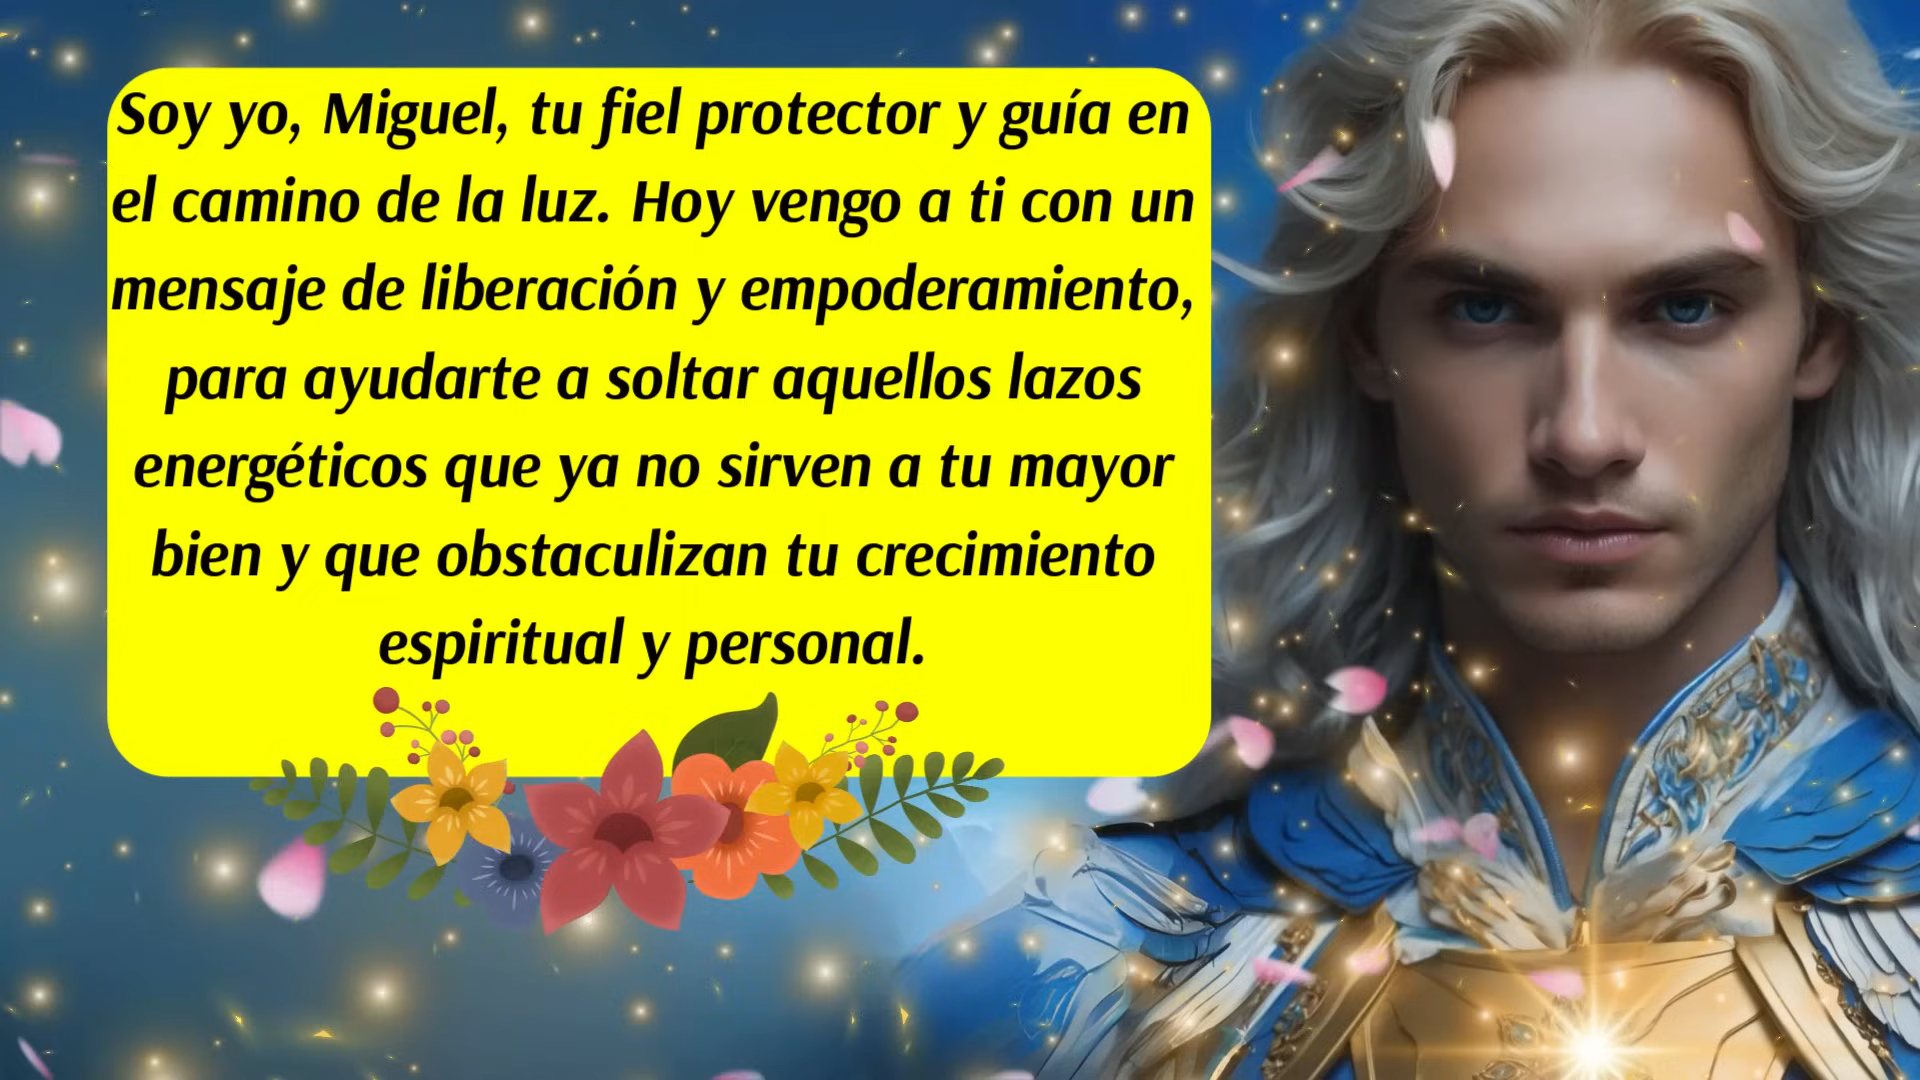 Soy yo, Miguel, tu fiel protector y guía en
el camino de la luz. Hoy vengo a ti con un
mensaje de liberación y empoderamiento,
para ayudarte a soltar aquellos lazos
energéticos que ya no sirven a tu mayor
bien y que obstaculizan tu crecimiento
espiritual y personal.